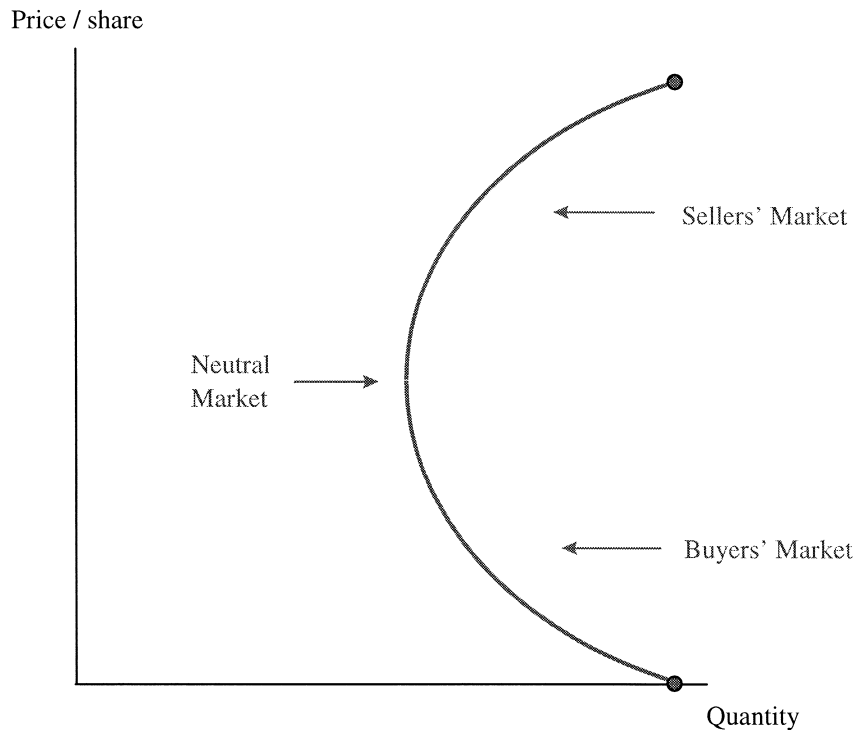 Price / share
Sellers’ Market
Neutral
Market
Buyers’ Market
Quantity